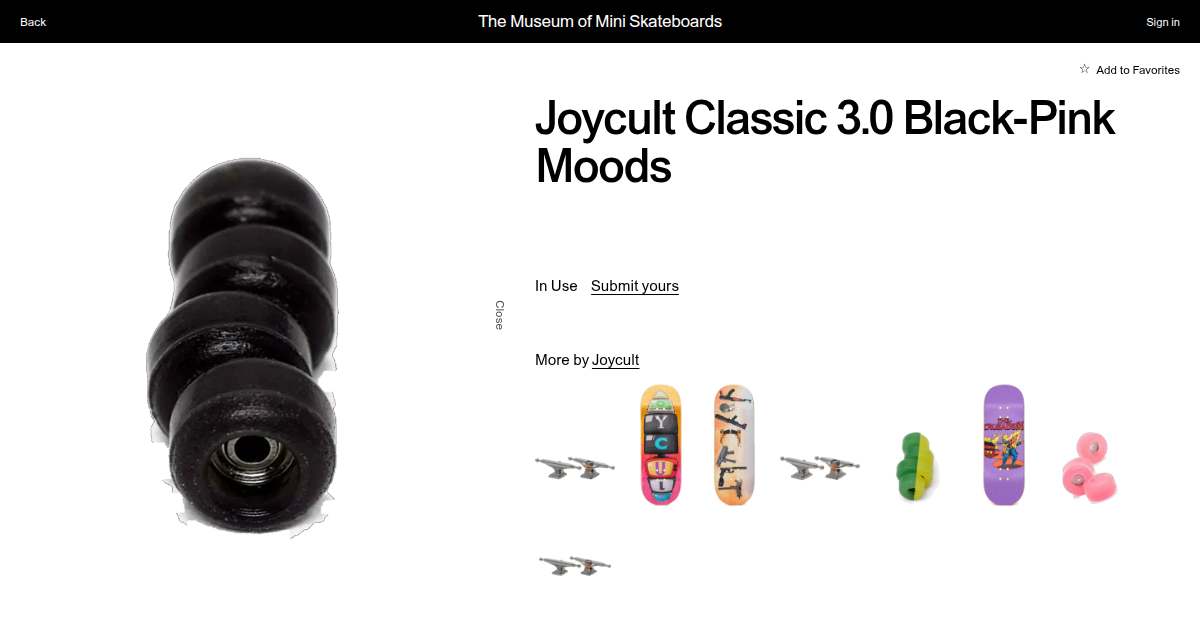 Back
The Museum of Mini Skateboards
Sign in
☆ Add to Favorites
Joycult Classic 3.0 Black-Pink
Moods
In Use Submit yours
Close
More by Joycult
Y
C